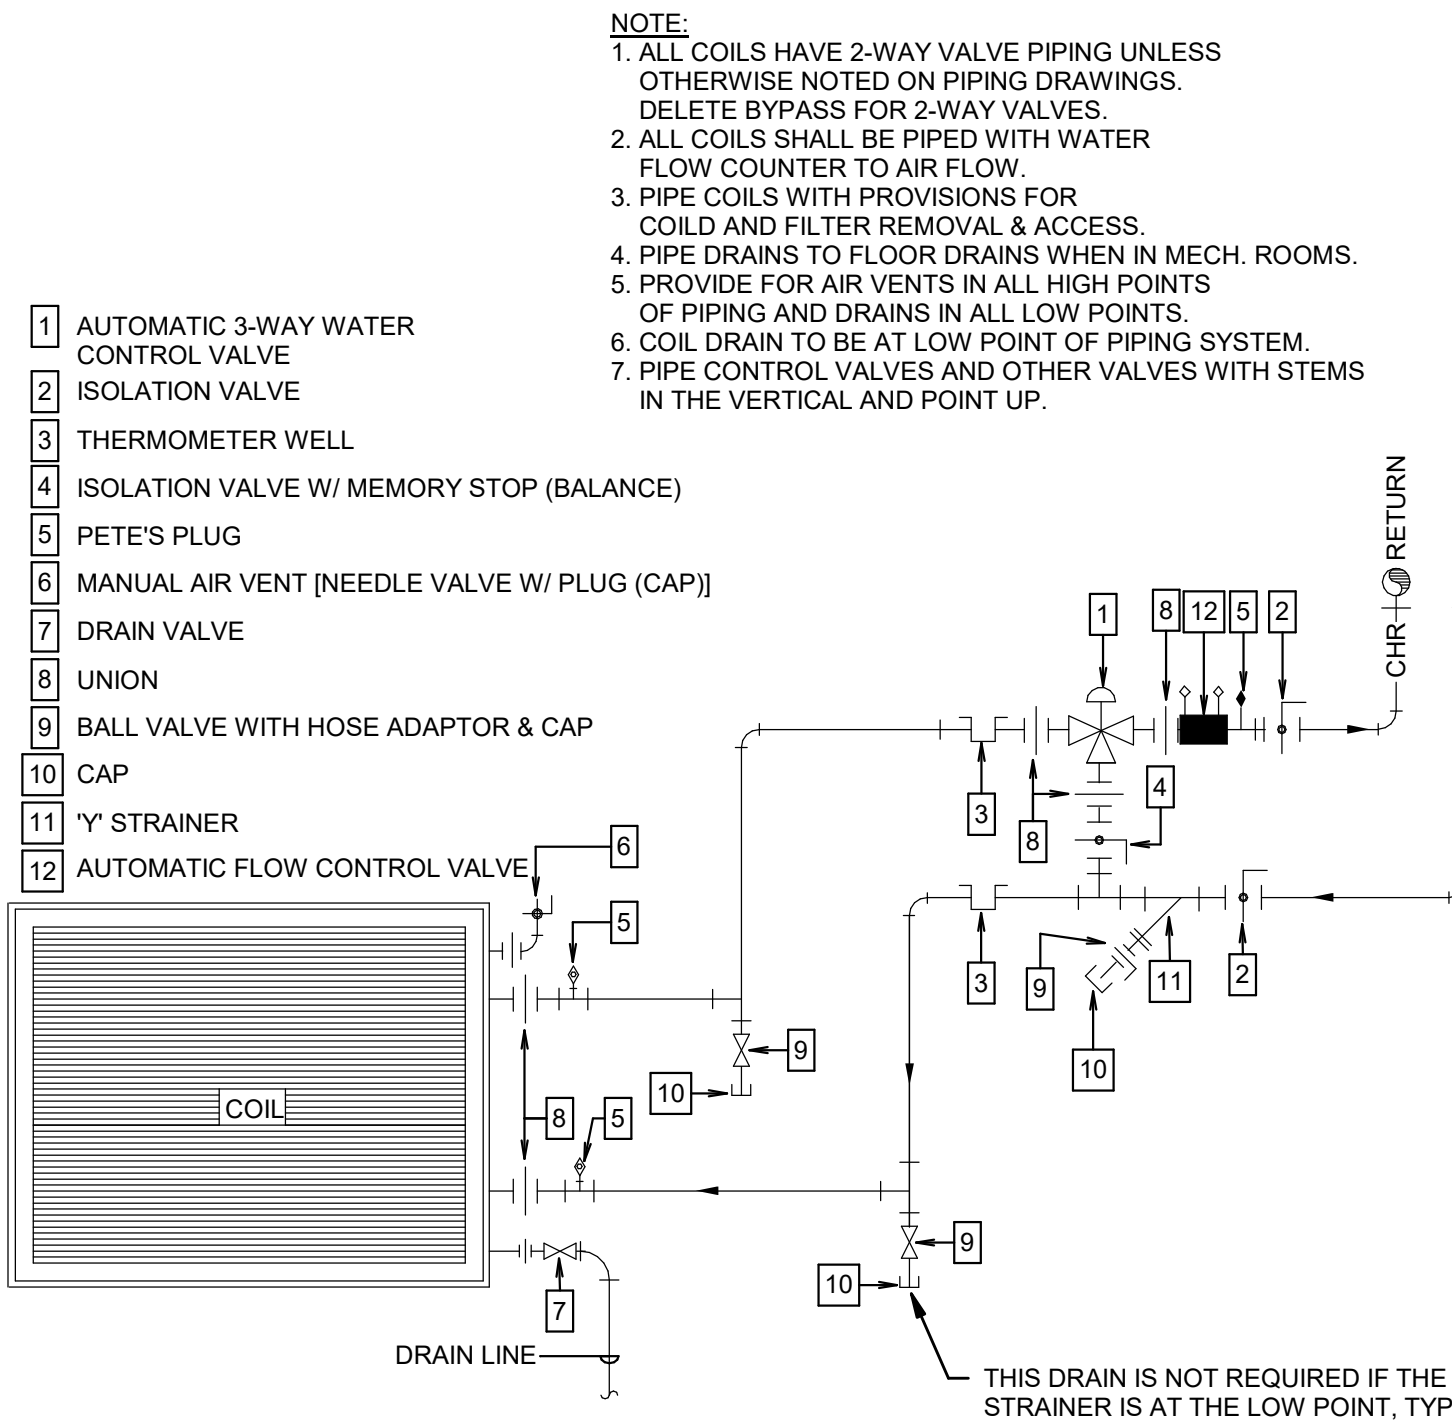 NOTE:
1. ALL COILS HAVE 2-WAY VALVE PIPING UNLESS
OTHERWISE NOTED ON PIPING DRAWINGS.
DELETE BYPASS FOR 2-WAY VALVES.
2. ALL COILS SHALL BE PIPED WITH WATER
FLOW COUNTER TO AIR FLOW.
3. PIPE COILS WITH PROVISIONS FOR
COILD AND FILTER REMOVAL & ACCESS.
4. PIPE DRAINS TO FLOOR DRAINS WHEN IN MECH. ROOMS.
5. PROVIDE FOR AIR VENTS IN ALL HIGH POINTS
OF PIPING AND DRAINS IN ALL LOW POINTS.
6. COIL DRAIN TO BE AT LOW POINT OF PIPING SYSTEM.
7. PIPE CONTROL VALVES AND OTHER VALVES WITH STEMS
IN THE VERTICAL AND POINT UP.
1 AUTOMATIC 3-WAY WATER
CONTROL VALVE
2 ISOLATION VALVE
3 THERMOMETER WELL
4 ISOLATION VALVE W/ MEMORY STOP (BALANCE)
5 PETE'S PLUG
6 MANUAL AIR VENT [NEEDLE VALVE W/ PLUG (CAP)]
7 DRAIN VALVE
8 UNION
9 BALL VALVE WITH HOSE ADAPTOR & CAP
10 CAP
11 'Y' STRAINER
12 AUTOMATIC FLOW CONTROL VALVE
RETURN
CHR
1
8
12
5
2
3
8
4
6
5
3
9
10
11
2
9
10
COIL
8
5
9
10
7
DRAIN LINE
THIS DRAIN IS NOT REQUIRED IF THE
STRAINER IS AT THE LOW POINT, TYP